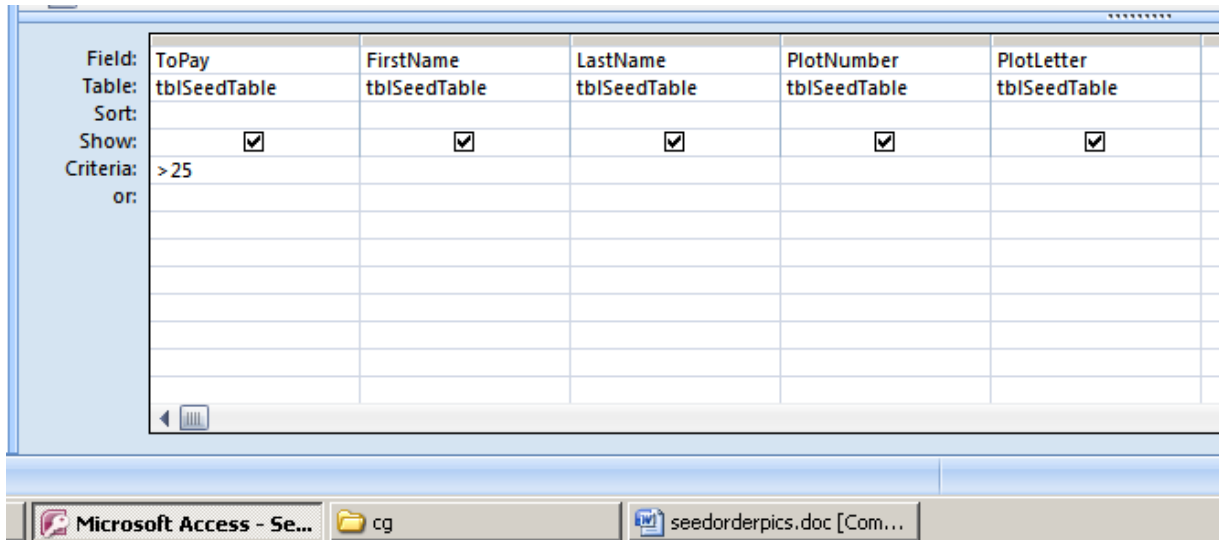 Field: ToPay FirstName LastName PlotNumber PlotLetter
Table: tblSeedTable tblSeedTable tblSeedTable tblSeedTable tblSeedTable
Sort:
Show:
Criteria: >25
or:
Microsoft Access - Se... cg seedorderpics.doc [Com...